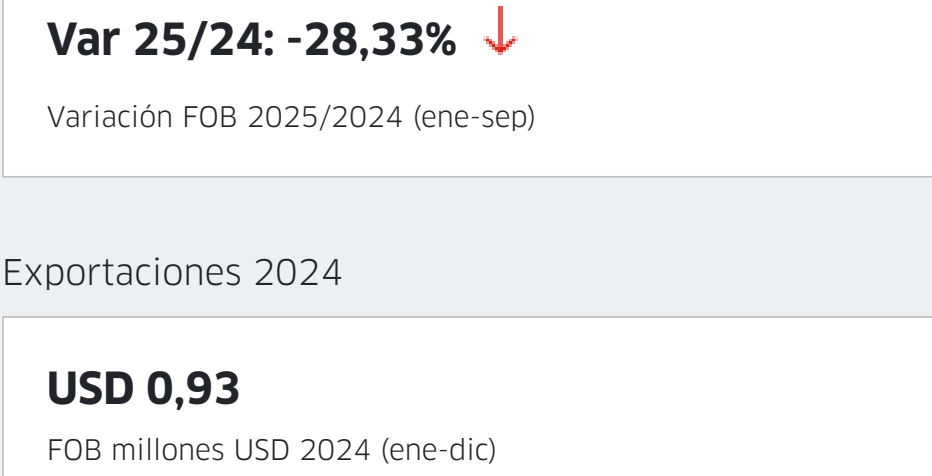 Var 25/24: -28,33%
Variación FOB 2025/2024 (ene-sep)
Exportaciones 2024
USD 0,93
FOB millones USD 2024 (ene-dic)